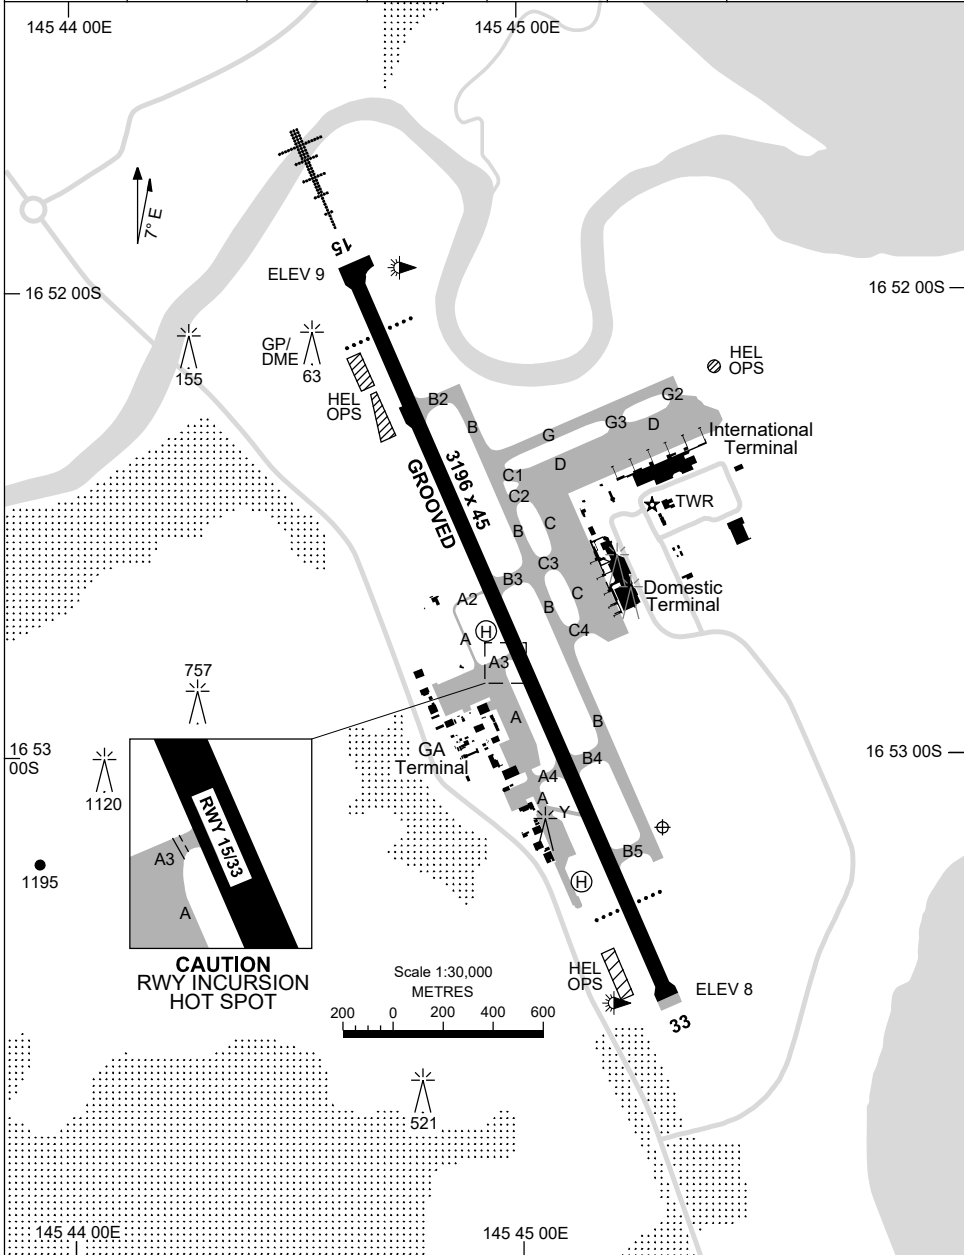 145 44 00E
145 45 00E
7° E
15
ELEV 9
16 52 00S
16 52 00S
GP/
DME
63
155
HEL
OPS
HEL
OPS
B2
B
G2
G3
D
G
D
International
Terminal
3196 x 45
GROOVED
C1
C2
TWR
B
C
C3
B3
A2
C
B
Domestic
Terminal
H
A
C4
A3
757
A
B
GA
Terminal
B4
16 53
00S
16 53 00S
A4
1120
A
Y
RWY 15/33
A3
B5
1195
H
A
CAUTION
RWY INCURSION
HOT SPOT
Scale 1:30,000
METRES
200
0
200
400
600
HEL
OPS
ELEV 8
33
521
145 44 00E
145 45 00E